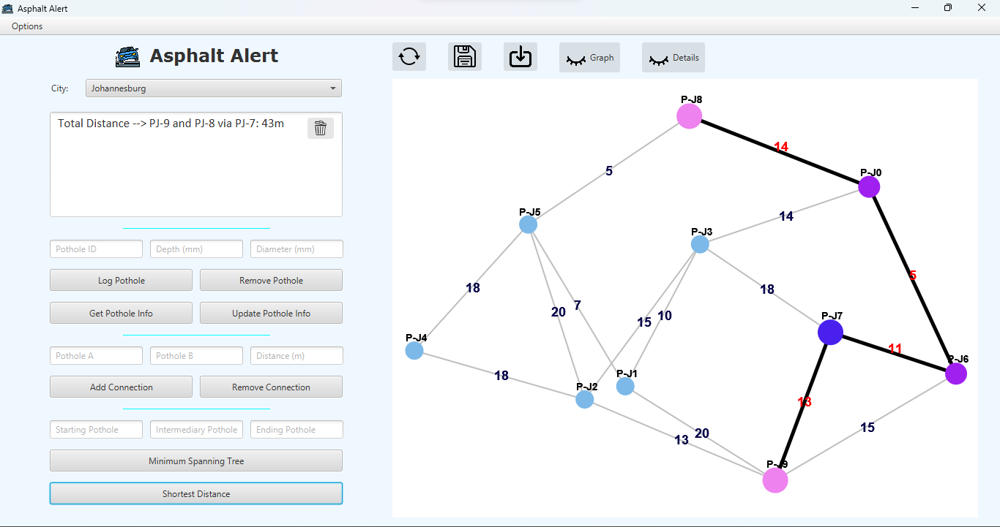 Asphalt Alert
Options
Asphalt Alert
City:
Johannesburg
Total Distance --> PJ-9 and PJ-8 via PJ-7: 43m
Pothole ID
Depth (mm)
Diameter (mm)
Log Pothole
Remove Pothole
Get Pothole Info
Update Pothole Info
Pothole A
Pothole B
Distance (m)
Add Connection
Remove Connection
Starting Pothole
Intermediary Pothole
Ending Pothole
Minimum Spanning Tree
Shortest Distance
Graph
Details
P-J8
14
P-J0
5
P-J5
14
P-J3
5
18
18
7
20
10
15
P-J7
P-J4
11
P-J6
18
P-J1
P-J2
13
15
20
13
P-J9